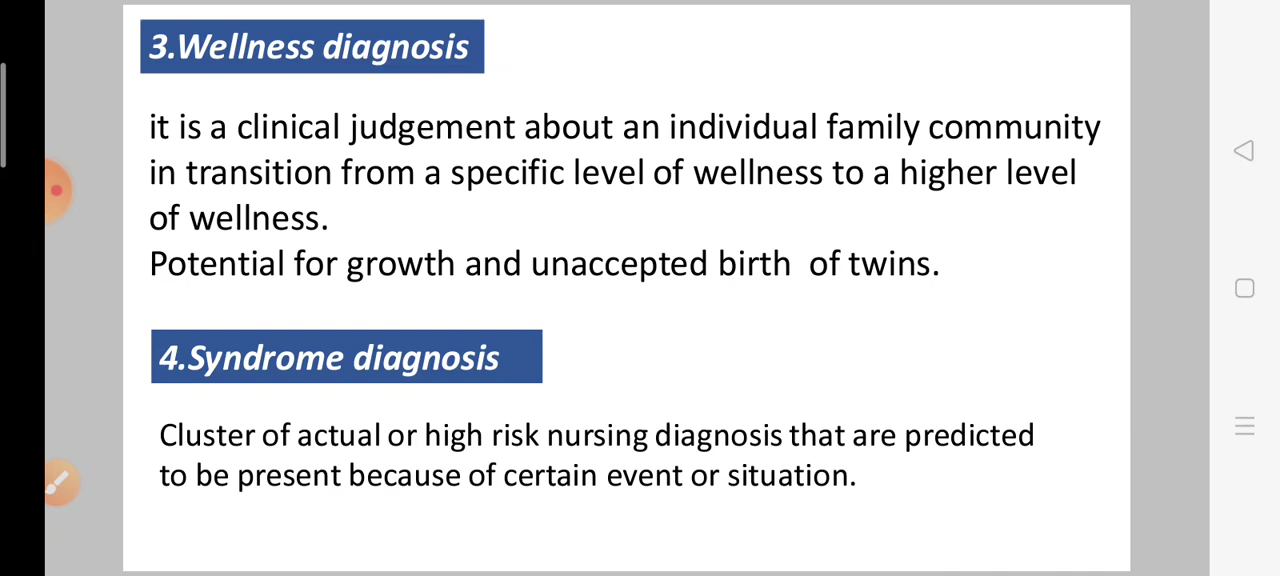 3.Wellness diagnosis
it is a clinical judgement about an individual family community
in transition from a specific level of wellness to a higher level
of wellness.
Potential for growth and unaccepted birth of twins.
4.Syndrome diagnosis
Cluster of actual or high risk nursing diagnosis that are predicted
to be present because of certain event or situation.